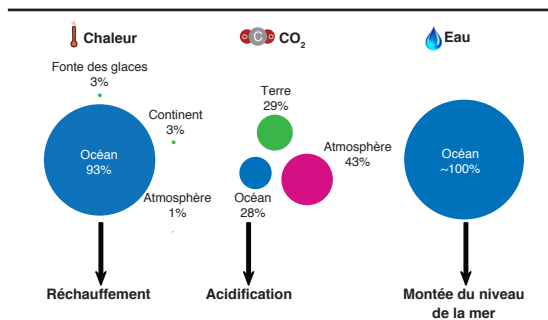 Chaleur
Fonte des glaces
3%
Continent
3%
Océan
93%
Atmosphère
1%
Réchauffement
C
CO₂
Terre
29%
Atmosphère
43%
Océan
28%
Acidification
Eau
Océan
~100%
Montée du niveau
de la mer